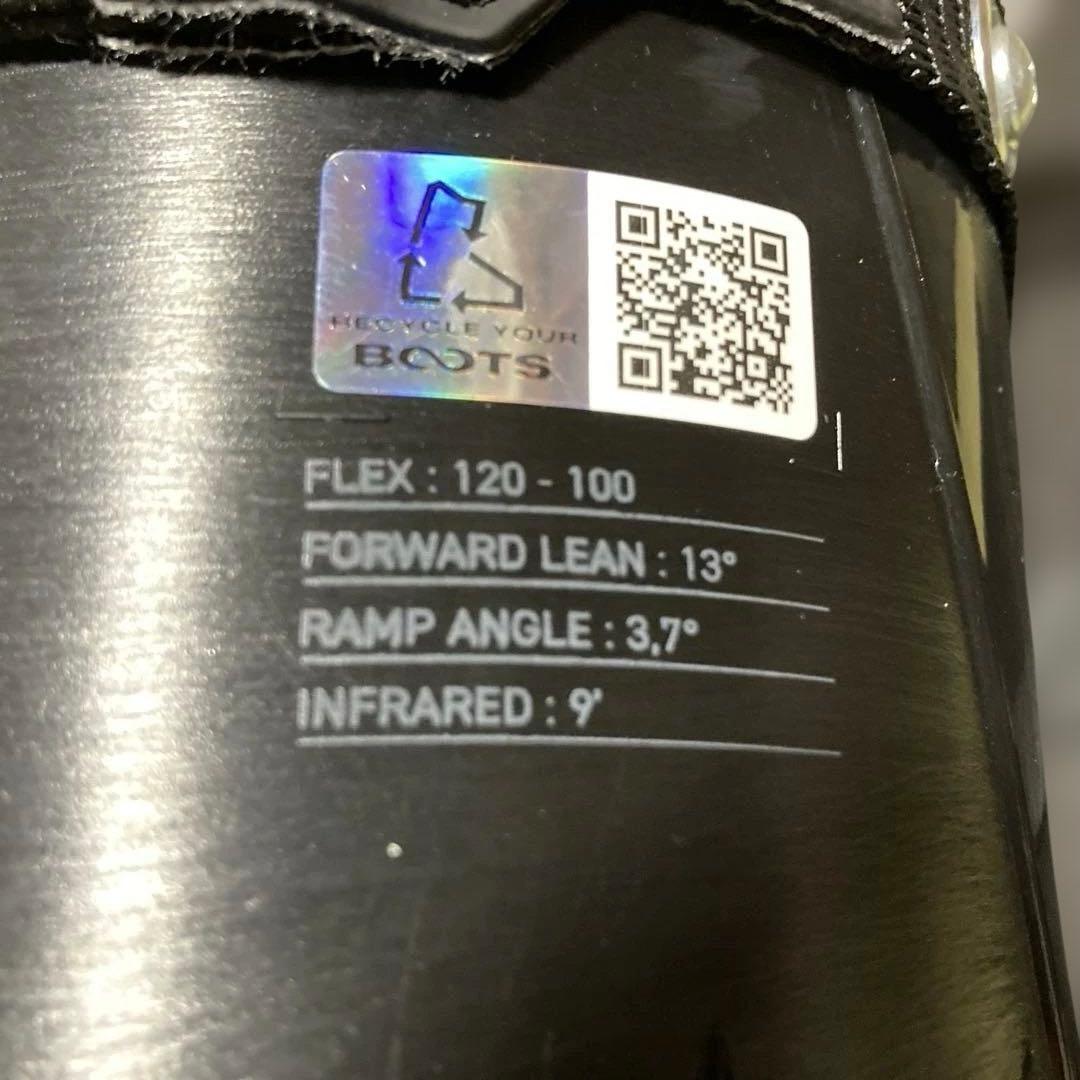 RECYCLE YOUR
BOOTS
FLEX : 120 - 100
FORWARD LEAN : 13°
RAMP ANGLE : 3,7°
INFRARED : 9'